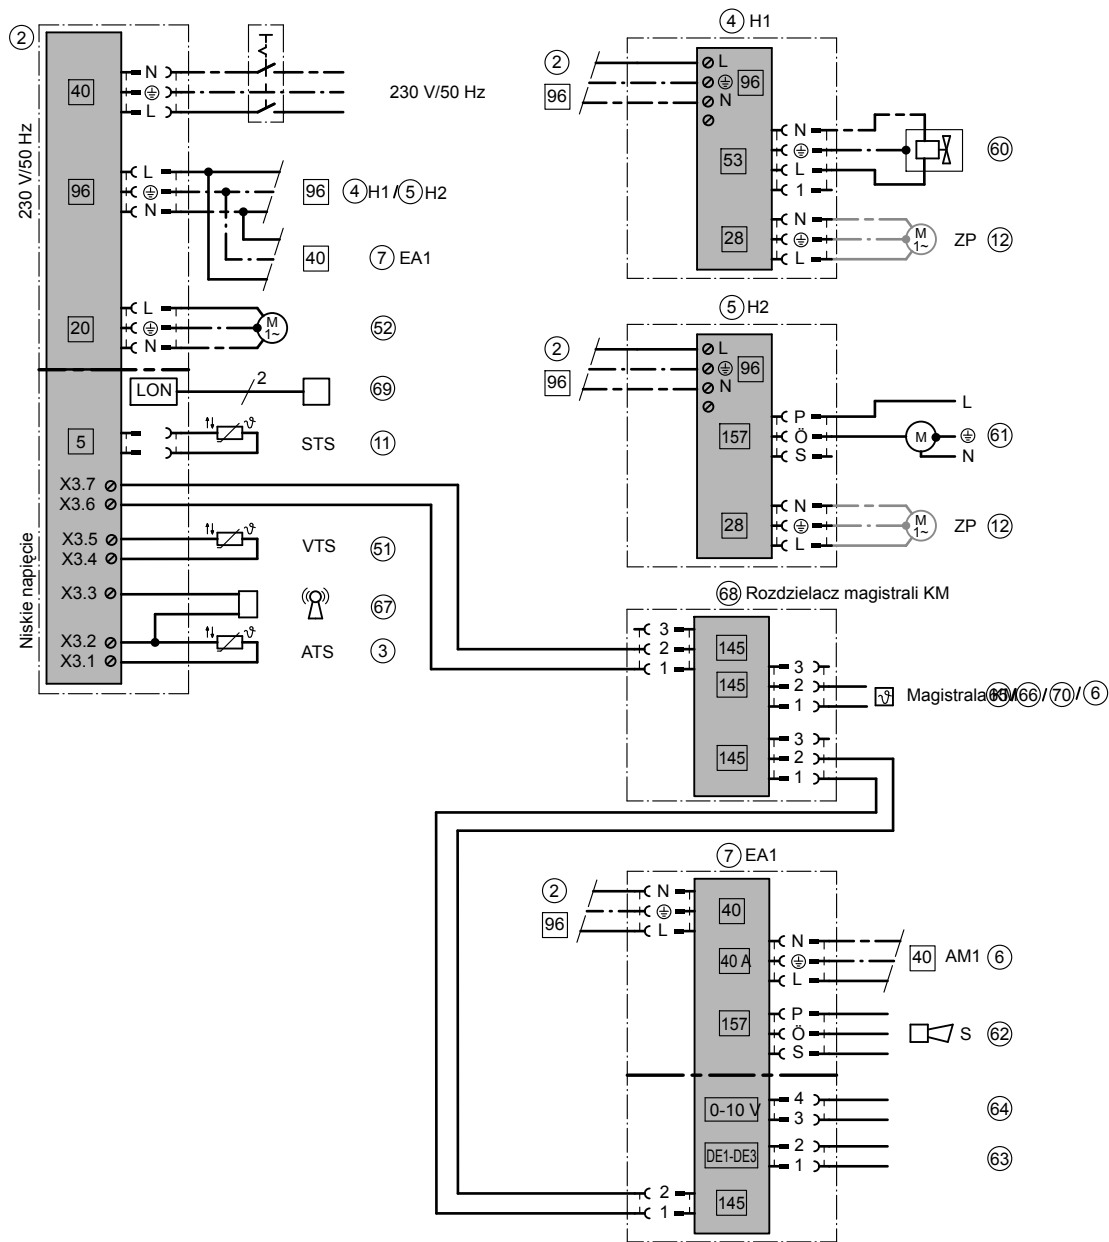 ② 230 V/50 Hz
40 N ⏚ L 230 V/50 Hz
96 L ⏚ N 96 ④ H1 / ⑤ H2
40 ⑦ EA1
20 L ⏚ N M 1~ 52
LON 2 69
5 STS ⑪
Niskie napięcie
X3.7
X3.6
X3.5 ϑ VTS 51
X3.4
X3.3 67
X3.2 ϑ ATS ③
X3.1
④ H1
② 96 L ⏚ N 96
53 N ⏚ L 1 60
28 N ⏚ L M 1~ ZP ⑫
⑤ H2
② 96 L ⏚ N 96
157 P Ö S M L ⏚ N 61
28 N ⏚ L M 1~ ZP ⑫
68 Rozdzielacz magistrali KM
3 2 1 145
145 3 2 1 ϑ Magistrala KM 65/66/70/6
145 3 2 1
⑦ EA1
② 96 N ⏚ L 40
40 A N ⏚ L 40 AM1 ⑥
157 P Ö S S 62
0-10 V 4 3 64
DE1-DE3 2 1 63
2 1 145